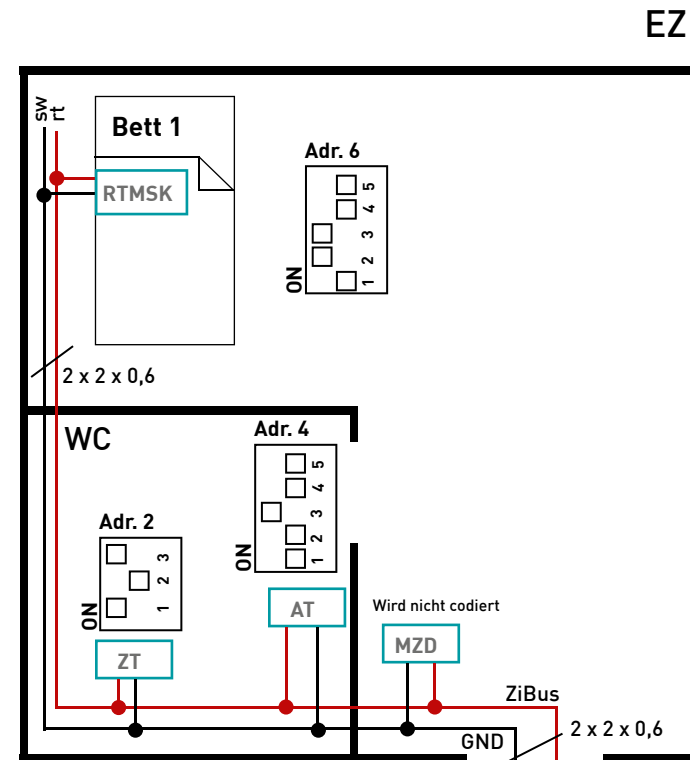 EZ
sw
rt
Bett 1
RTMSK
Adr. 6
5
4
3
2
1
ON
2 x 2 x 0,6
WC
Adr. 4
5
4
3
2
1
ON
Adr. 2
3
2
1
ON
AT
Wird nicht codiert
MZD
ZT
ZiBus
GND
2 x 2 x 0,6